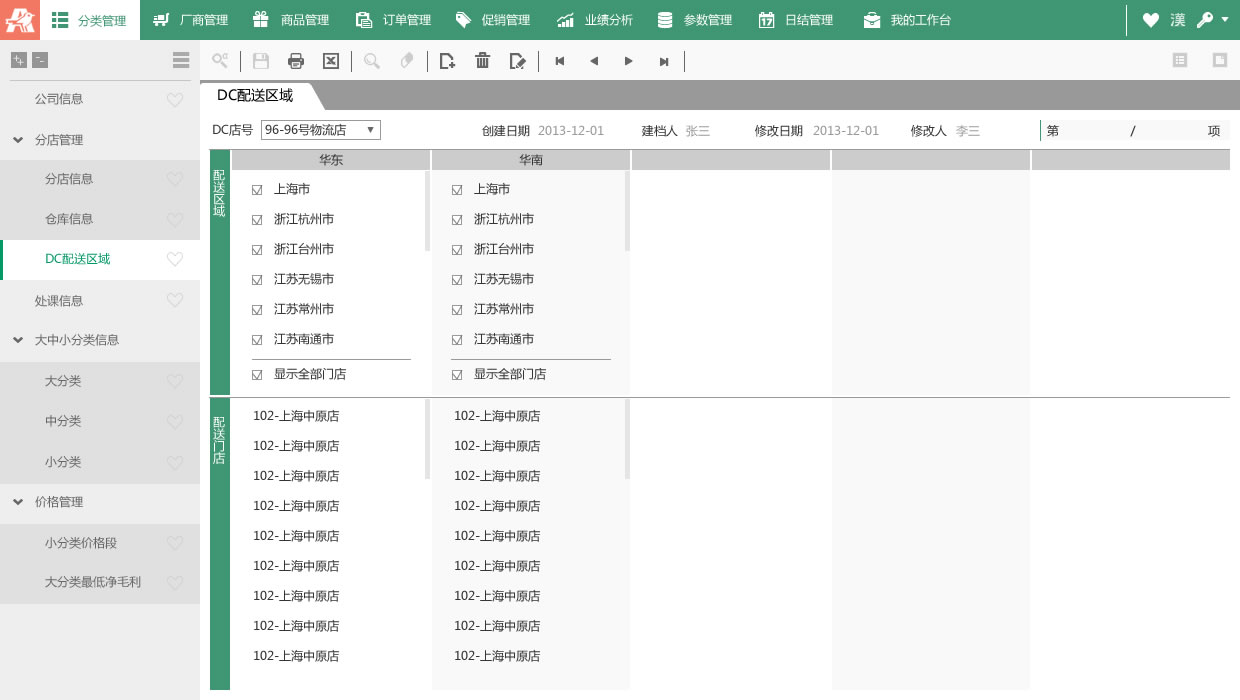 分类管理 厂商管理 商品管理 订单管理 促销管理 业绩分析 参数管理 日结管理 我的工作台 漢
公司信息
分店管理
分店信息
仓库信息
DC配送区域
处课信息
大中小分类信息
大分类
中分类
小分类
价格管理
小分类价格段
大分类最低净毛利
DC配送区域
DC店号 96-96号物流店 创建日期 2013-12-01 建档人 张三 修改日期 2013-12-01 修改人 李三 第 / 项
配送区域
华东 华南
上海市 上海市
浙江杭州市 浙江杭州市
浙江台州市 浙江台州市
江苏无锡市 江苏无锡市
江苏常州市 江苏常州市
江苏南通市 江苏南通市
显示全部门店 显示全部门店
配送门店
102-上海中原店 102-上海中原店
102-上海中原店 102-上海中原店
102-上海中原店 102-上海中原店
102-上海中原店 102-上海中原店
102-上海中原店 102-上海中原店
102-上海中原店 102-上海中原店
102-上海中原店 102-上海中原店
102-上海中原店 102-上海中原店
102-上海中原店 102-上海中原店